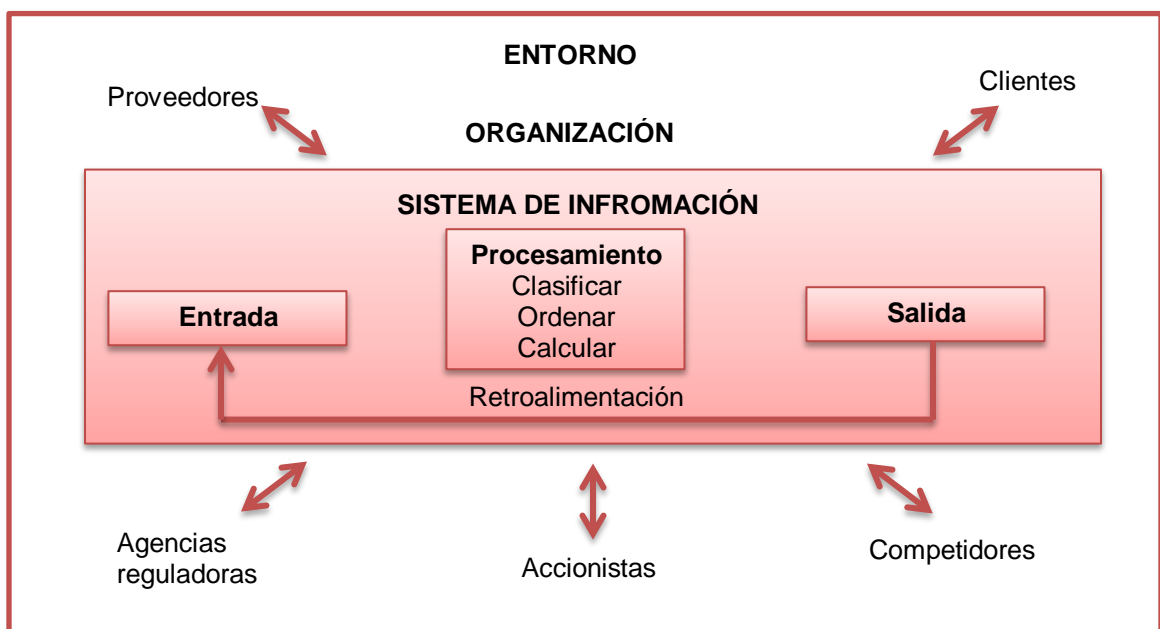 ENTORNO
Proveedores
Clientes
ORGANIZACIÓN
SISTEMA DE INFROMACIÓN
Procesamiento
Clasificar
Ordenar
Calcular
Entrada
Salida
Retroalimentación
Agencias
reguladoras
Accionistas
Competidores